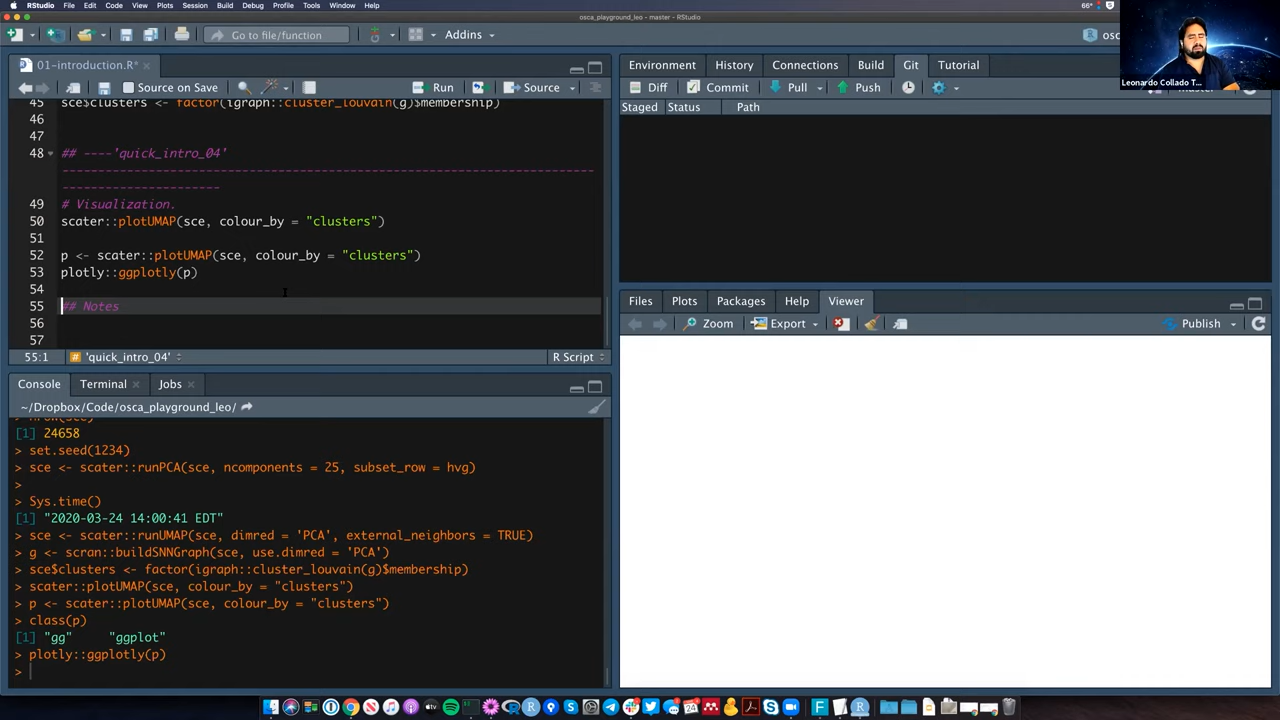 RStudio File Edit Code View Plots Session Build Debug Profile Tools Window Help 66°
osca_playground_leo - master - RStudio
Go to file/function Addins
Leonardo Collado T...
01-introduction.R*
Source on Save Run Source
45 sce$clusters <- factor(igraph::cluster_louvain(g)$membership)
46
47
48 ## ----'quick_intro_04'
--------------------------------------------------------------------------
----------------------
49 # Visualization.
50 scater::plotUMAP(sce, colour_by = "clusters")
51
52 p <- scater::plotUMAP(sce, colour_by = "clusters")
53 plotly::ggplotly(p)
54
55 ## Notes
56
57
55:1 # 'quick_intro_04' R Script
Console Terminal Jobs
~/Dropbox/Code/osca_playground_leo/
[1] 24658
> set.seed(1234)
> sce <- scater::runPCA(sce, ncomponents = 25, subset_row = hvg)
>
> Sys.time()
[1] "2020-03-24 14:00:41 EDT"
> sce <- scater::runUMAP(sce, dimred = 'PCA', external_neighbors = TRUE)
> g <- scran::buildSNNGraph(sce, use.dimred = 'PCA')
> sce$clusters <- factor(igraph::cluster_louvain(g)$membership)
> scater::plotUMAP(sce, colour_by = "clusters")
> p <- scater::plotUMAP(sce, colour_by = "clusters")
> class(p)
[1] "gg" "ggplot"
> plotly::ggplotly(p)
>
Environment History Connections Build Git Tutorial
Diff Commit Pull Push
Staged Status Path
Files Plots Packages Help Viewer
Zoom Export Publish